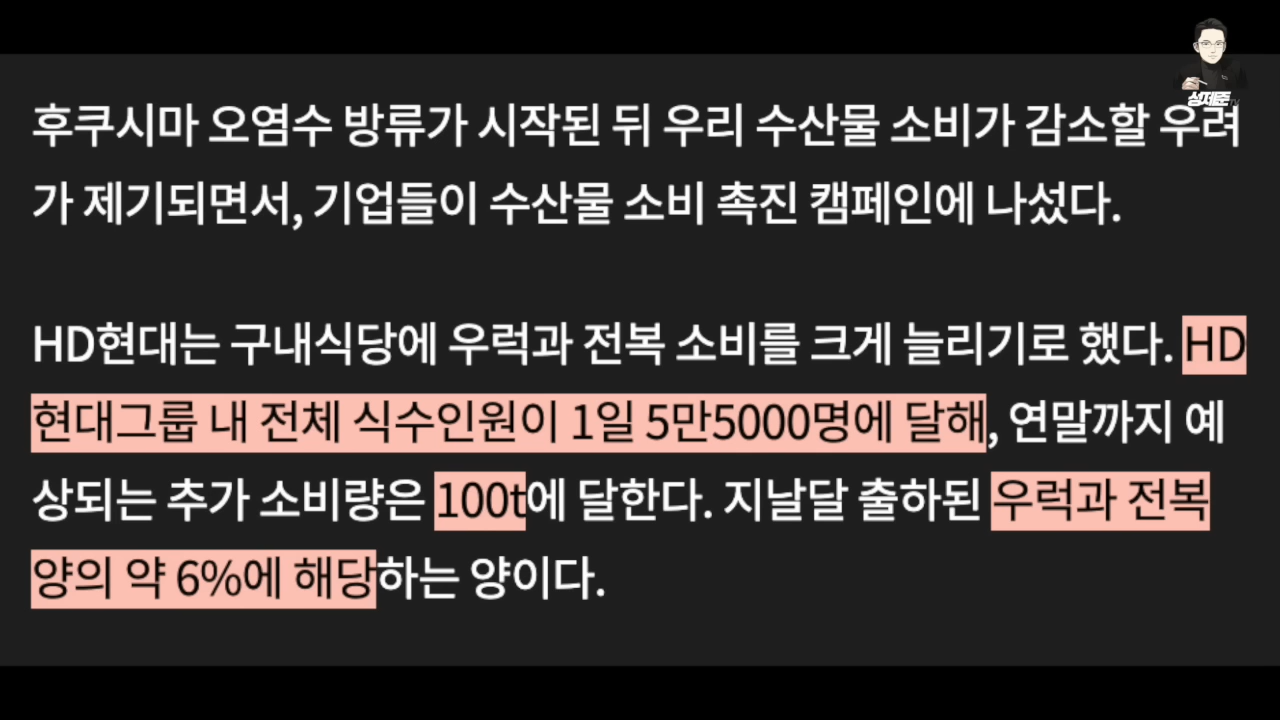 성제준TV
후쿠시마 오염수 방류가 시작된 뒤 우리 수산물 소비가 감소할 우려
가 제기되면서, 기업들이 수산물 소비 촉진 캠페인에 나섰다.
HD현대는 구내식당에 우럭과 전복 소비를 크게 늘리기로 했다. HD
현대그룹 내 전체 식수인원이 1일 5만5000명에 달해, 연말까지 예
상되는 추가 소비량은 100t에 달한다. 지날달 출하된 우럭과 전복
양의 약 6%에 해당하는 양이다.